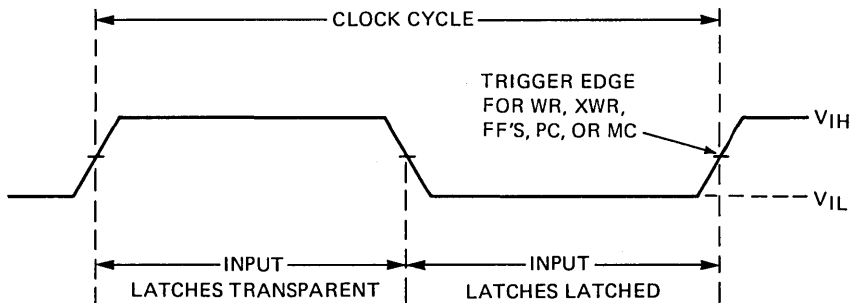 CLOCK CYCLE
TRIGGER EDGE
FOR WR, XWR,
FF'S, PC, OR MC
VIH
VIL
INPUT
LATCHES TRANSPARENT
INPUT
LATCHES LATCHED